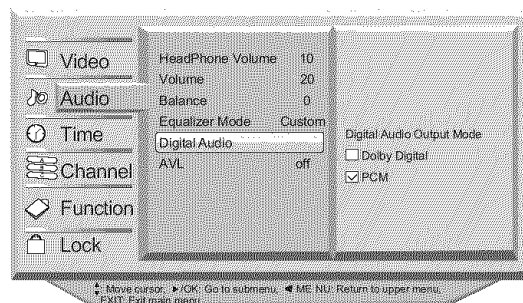 Video
Audio
Time
Channel
Function
Lock
HeadPhone Volume 10
Volume 20
Balance 0
Equalizer Mode Custom
Digital Audio
AVL off
Digital Audio Output Mode
Dolby Digital
PCM
: Move cursor, ►/OK: Go to submenu, ◄ ME NU: Return to upper menu,
EXIT: Exit main menu